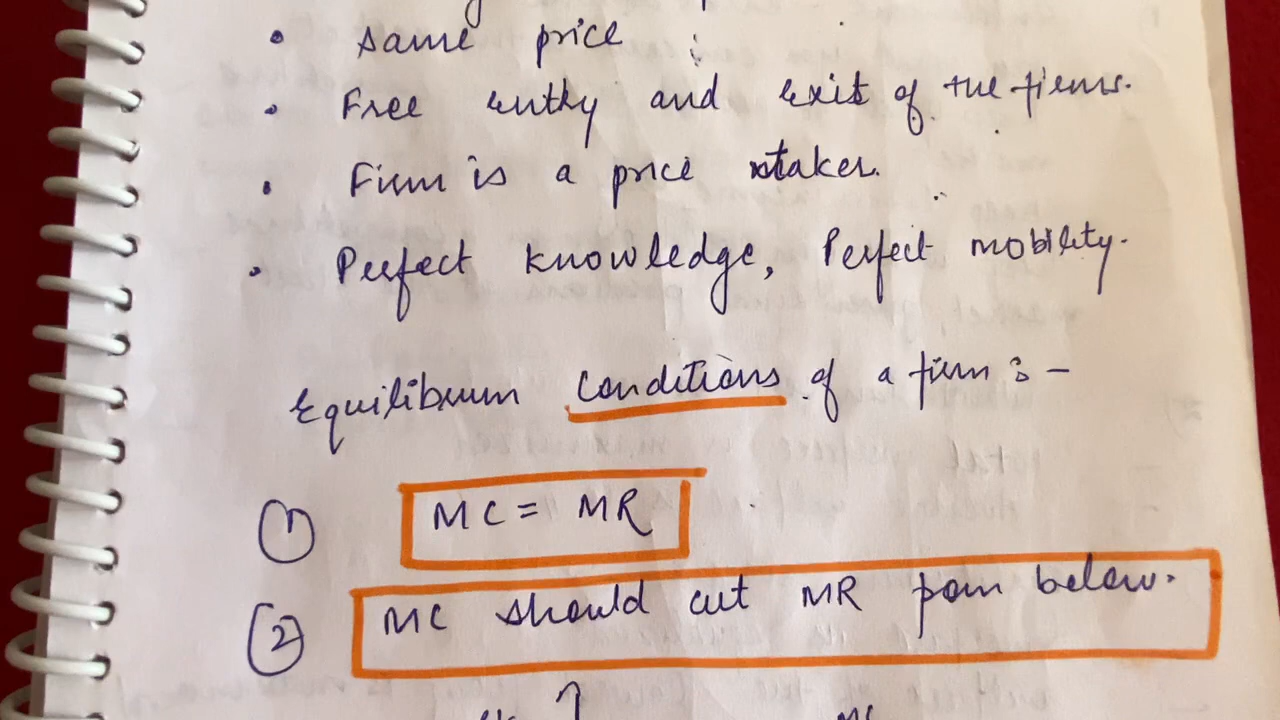 • Same price ;
• Free entry and exit of the firms.
• Firm is a price taker.
• Perfect knowledge, Perfect mobility.
Equilibrium Conditions of a firm :-
① MC = MR
② MC should cut MR from below.
MC